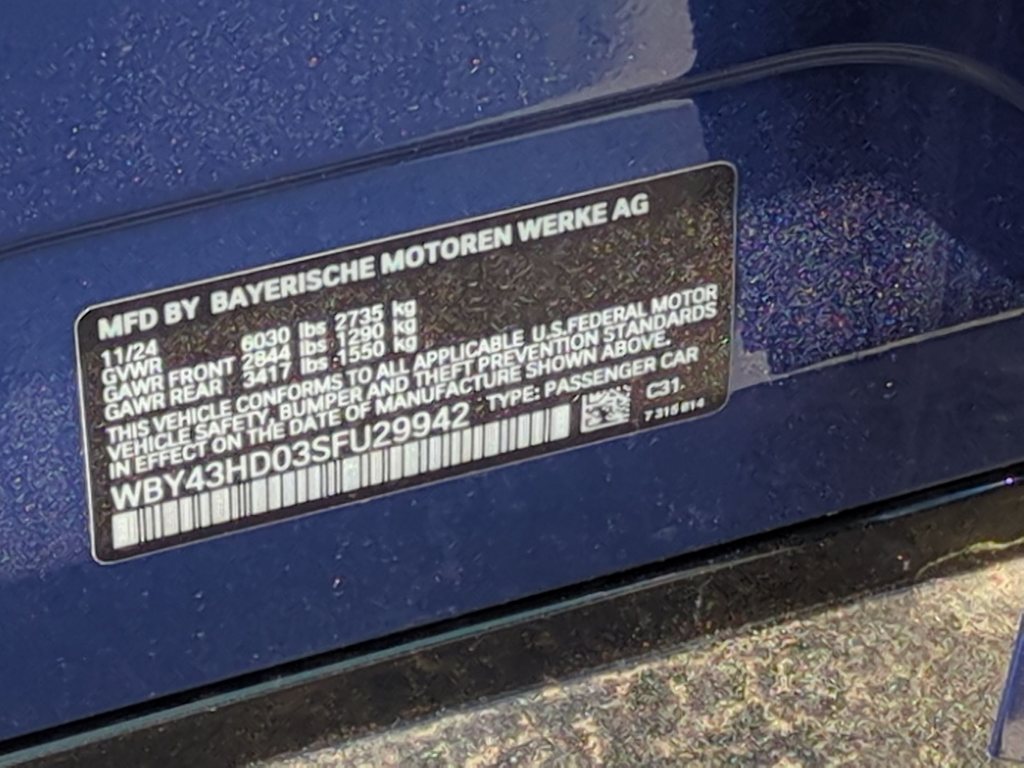 MFD BY BAYERISCHE MOTOREN WERKE AG
11/24
GVWR 6030 lbs 2735 kg
GAWR FRONT 2844 lbs 1290 kg
GAWR REAR 3417 lbs 1550 kg
THIS VEHICLE CONFORMS TO ALL APPLICABLE U.S.FEDERAL MOTOR
VEHICLE SAFETY, BUMPER AND THEFT PREVENTION STANDARDS
IN EFFECT ON THE DATE OF MANUFACTURE SHOWN ABOVE.
WBY43HD03SFU29942 TYPE: PASSENGER CAR
C31
7 315 814